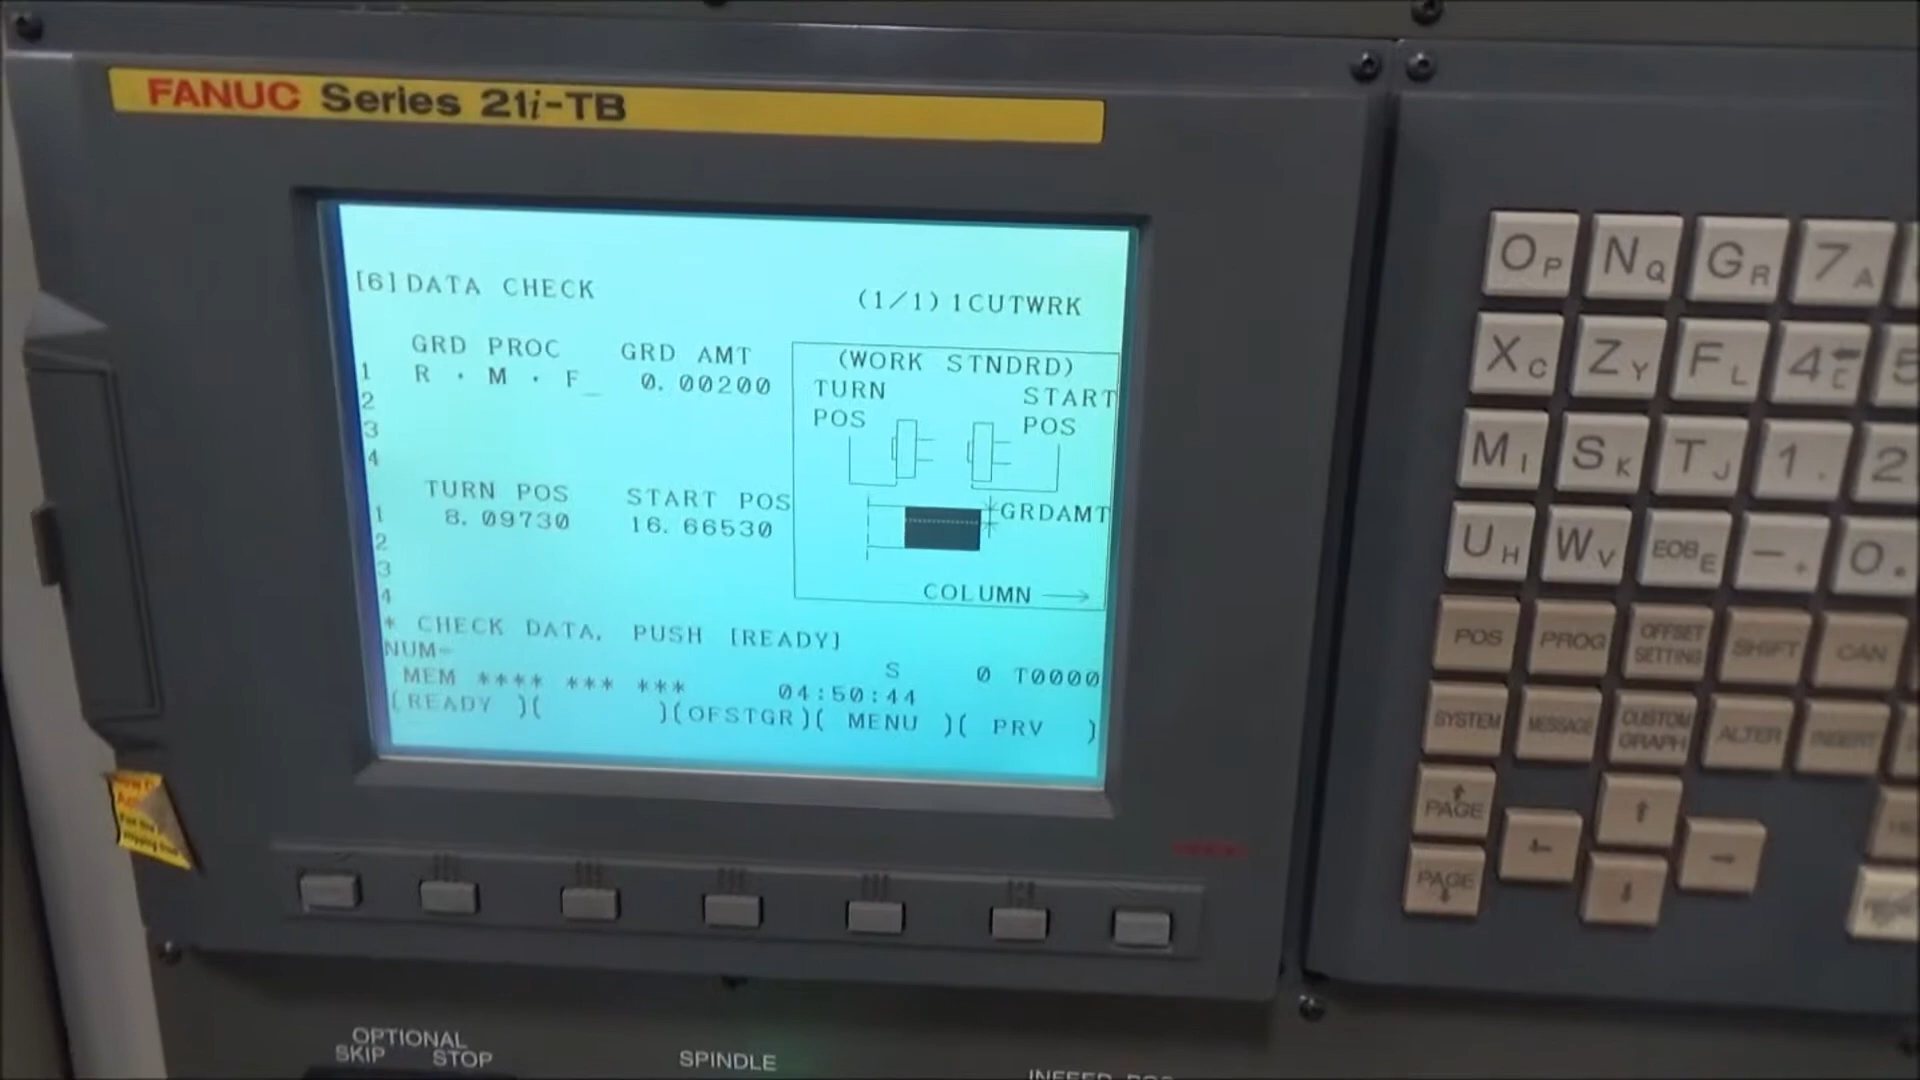 FANUC Series 21i-TB
[6]DATA CHECK
(1/1) 1CUTWRK
GRD PROC GRD AMT
1 R · M · F_ 0.00200
2
3
4
TURN POS START POS
1 8.09730 16.66530
2
3
4
(WORK STNDRD)
TURN POS
START POS
GRDAMT
COLUMN
* CHECK DATA, PUSH [READY]
NUM=
S 0 T0000
MEM **** *** ***
04:50:44
[READY )( )(OFSTGR)( MENU )( PRV )
OP NQ GR 7A
XC ZY FL 4[ 5
MI SK TJ 1. 2
UH WV EOBE -+ 0.
POS PROG OFFSET SETTING SHIFT CAN
SYSTEM MESSAGE CUSTOM GRAPH ALTER INSERT
PAGE
PAGE
OPTIONAL
SKIP STOP
SPINDLE